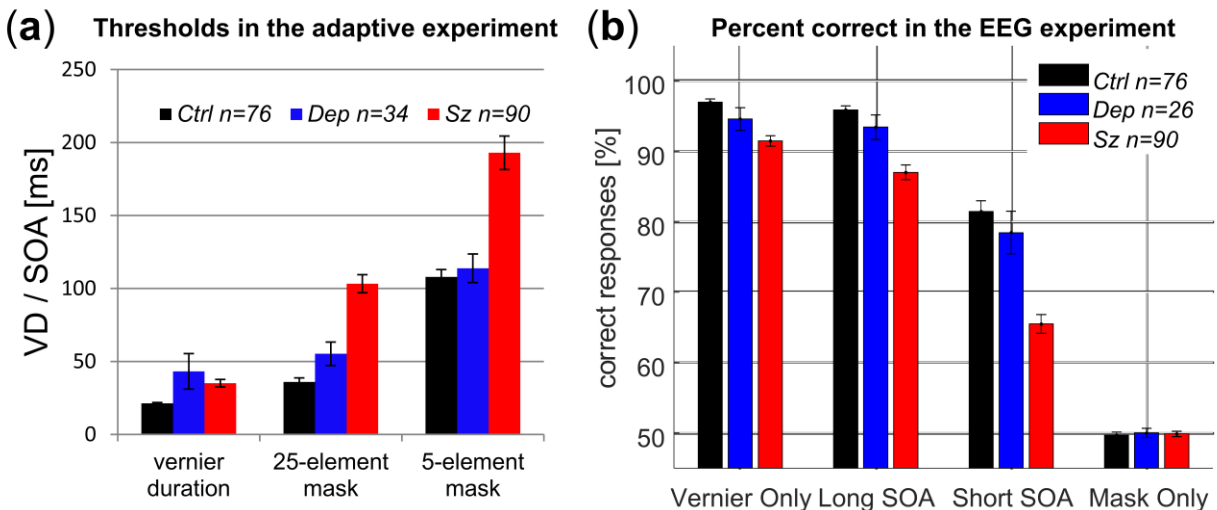 (a) Thresholds in the adaptive experiment
250
200
150
100
50
0
VD / SOA [ms]
Ctrl n=76 Dep n=34 Sz n=90
vernier duration
25-element mask
5-element mask
(b) Percent correct in the EEG experiment
100
90
80
70
60
50
correct responses [%]
Ctrl n=76
Dep n=26
Sz n=90
Vernier Only Long SOA Short SOA Mask Only